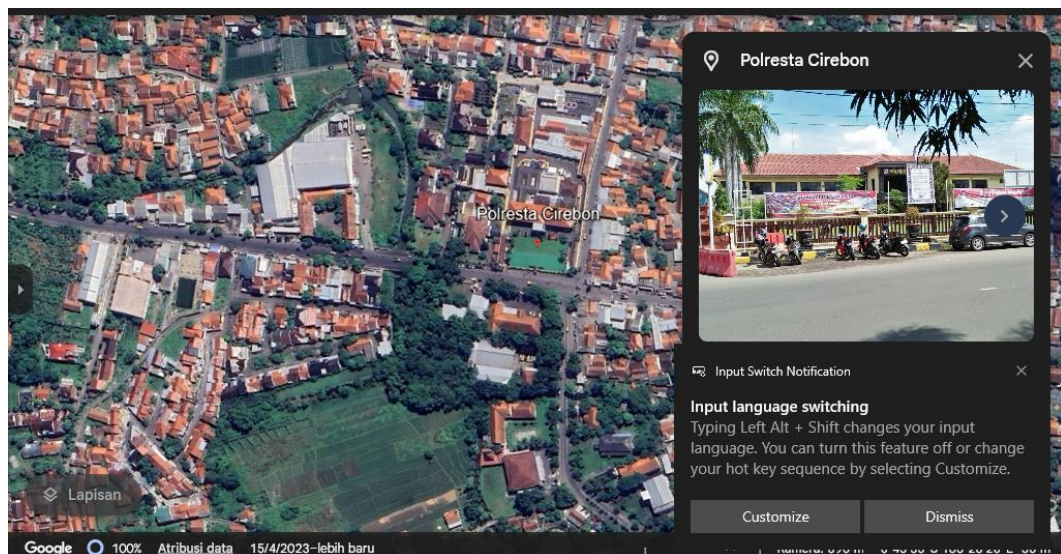 Polresta Cirebon
Polresta Cirebon
Input Switch Notification
Input language switching
Typing Left Alt + Shift changes your input
language. You can turn this feature off or change
your hot key sequence by selecting Customize.
Customize
Dismiss
Lapisan
Google 100% Atribusi data 15/4/2023-lebih baru